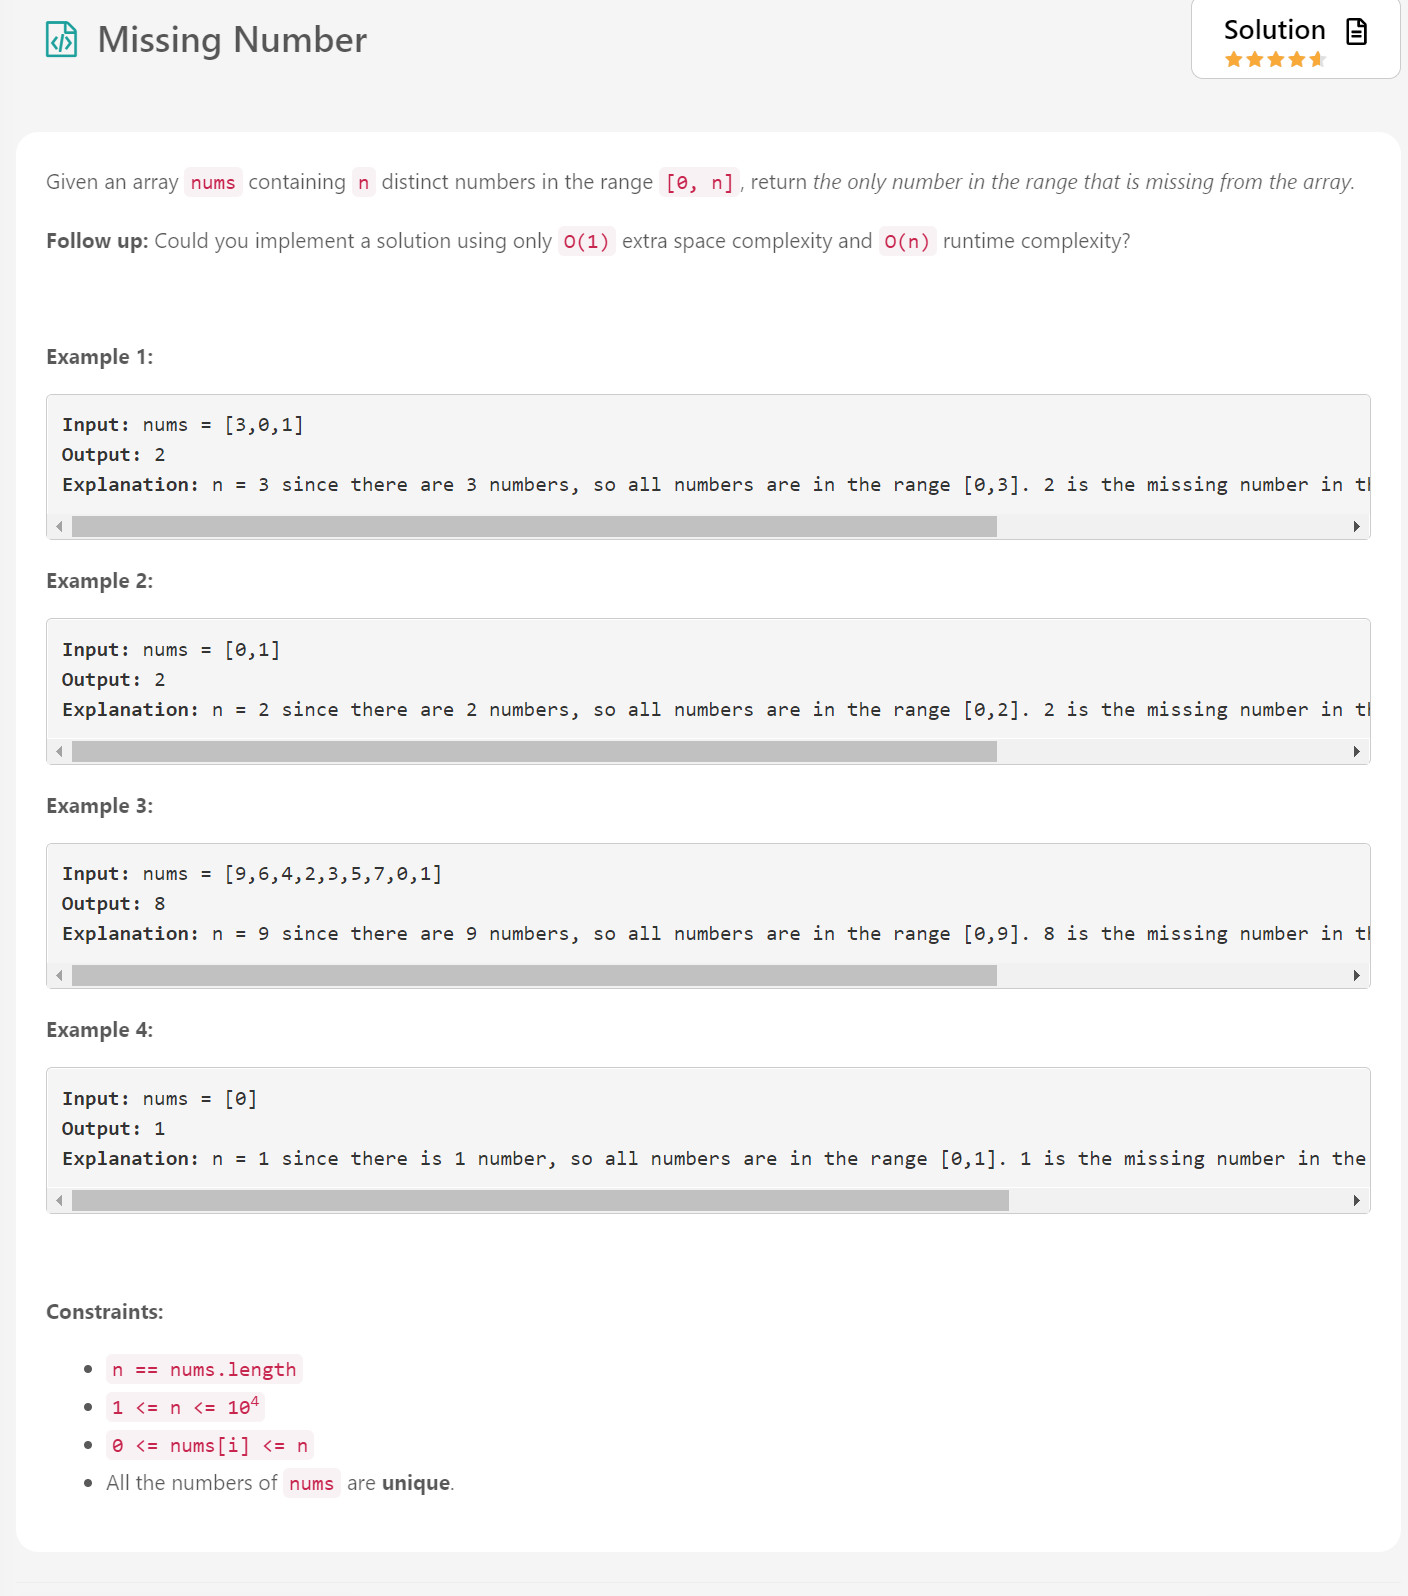 Missing Number
Solution
Given an array nums containing n distinct numbers in the range [0, n], return the only number in the range that is missing from the array.
Follow up: Could you implement a solution using only O(1) extra space complexity and O(n) runtime complexity?
Example 1:
Input: nums = [3,0,1]
Output: 2
Explanation: n = 3 since there are 3 numbers, so all numbers are in the range [0,3]. 2 is the missing number in
Example 2:
Input: nums = [0,1]
Output: 2
Explanation: n = 2 since there are 2 numbers, so all numbers are in the range [0,2]. 2 is the missing number in
Example 3:
Input: nums = [9,6,4,2,3,5,7,0,1]
Output: 8
Explanation: n = 9 since there are 9 numbers, so all numbers are in the range [0,9]. 8 is the missing number in
Example 4:
Input: nums = [0]
Output: 1
Explanation: n = 1 since there is 1 number, so all numbers are in the range [0,1]. 1 is the missing number in the
Constraints:
n == nums.length
1 <= n <= 10⁴
0 <= nums[i] <= n
All the numbers of nums are unique.